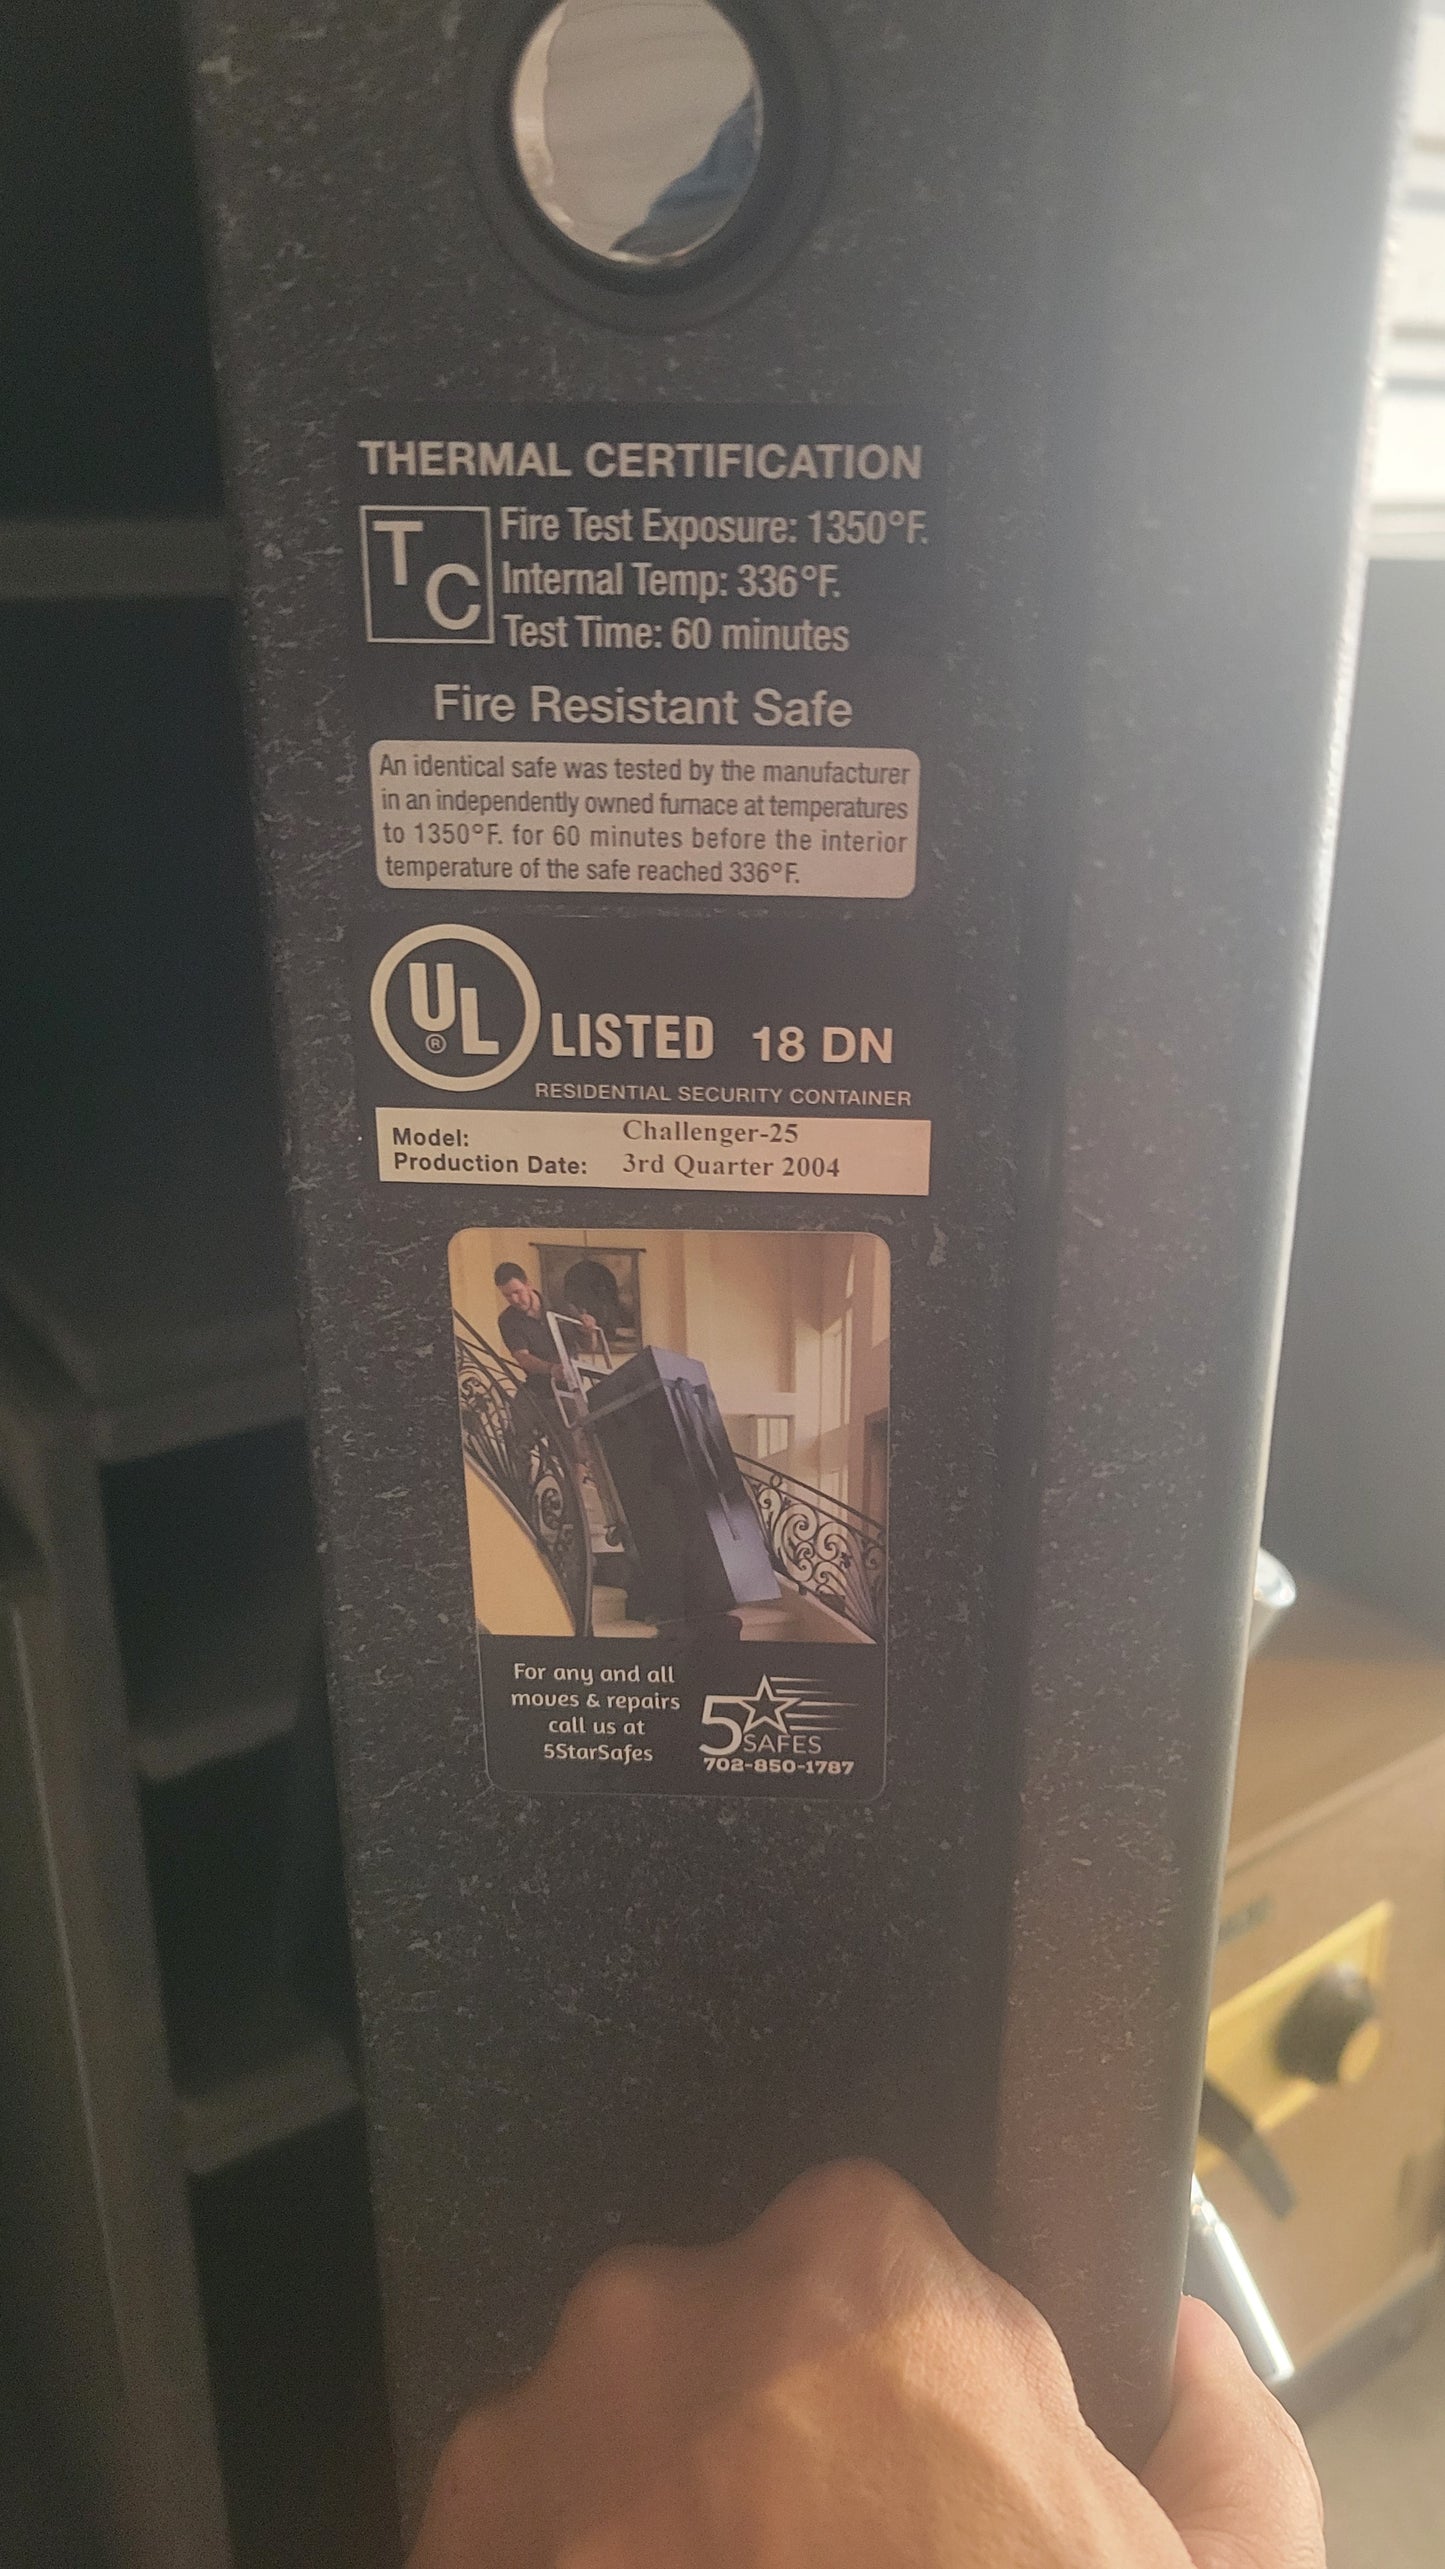 THERMAL CERTIFICATION
TC
Fire Test Exposure: 1350°F.
Internal Temp: 336°F.
Test Time: 60 minutes
Fire Resistant Safe
An identical safe was tested by the manufacturer
in an independently owned furnace at temperatures
to 1350°F. for 60 minutes before the interior
temperature of the safe reached 336°F.
UL® LISTED 18 DN
RESIDENTIAL SECURITY CONTAINER
Model: Challenger-25
Production Date: 3rd Quarter 2004
For any and all
moves & repairs
call us at
5StarSafes
5 SAFES
702-850-1787